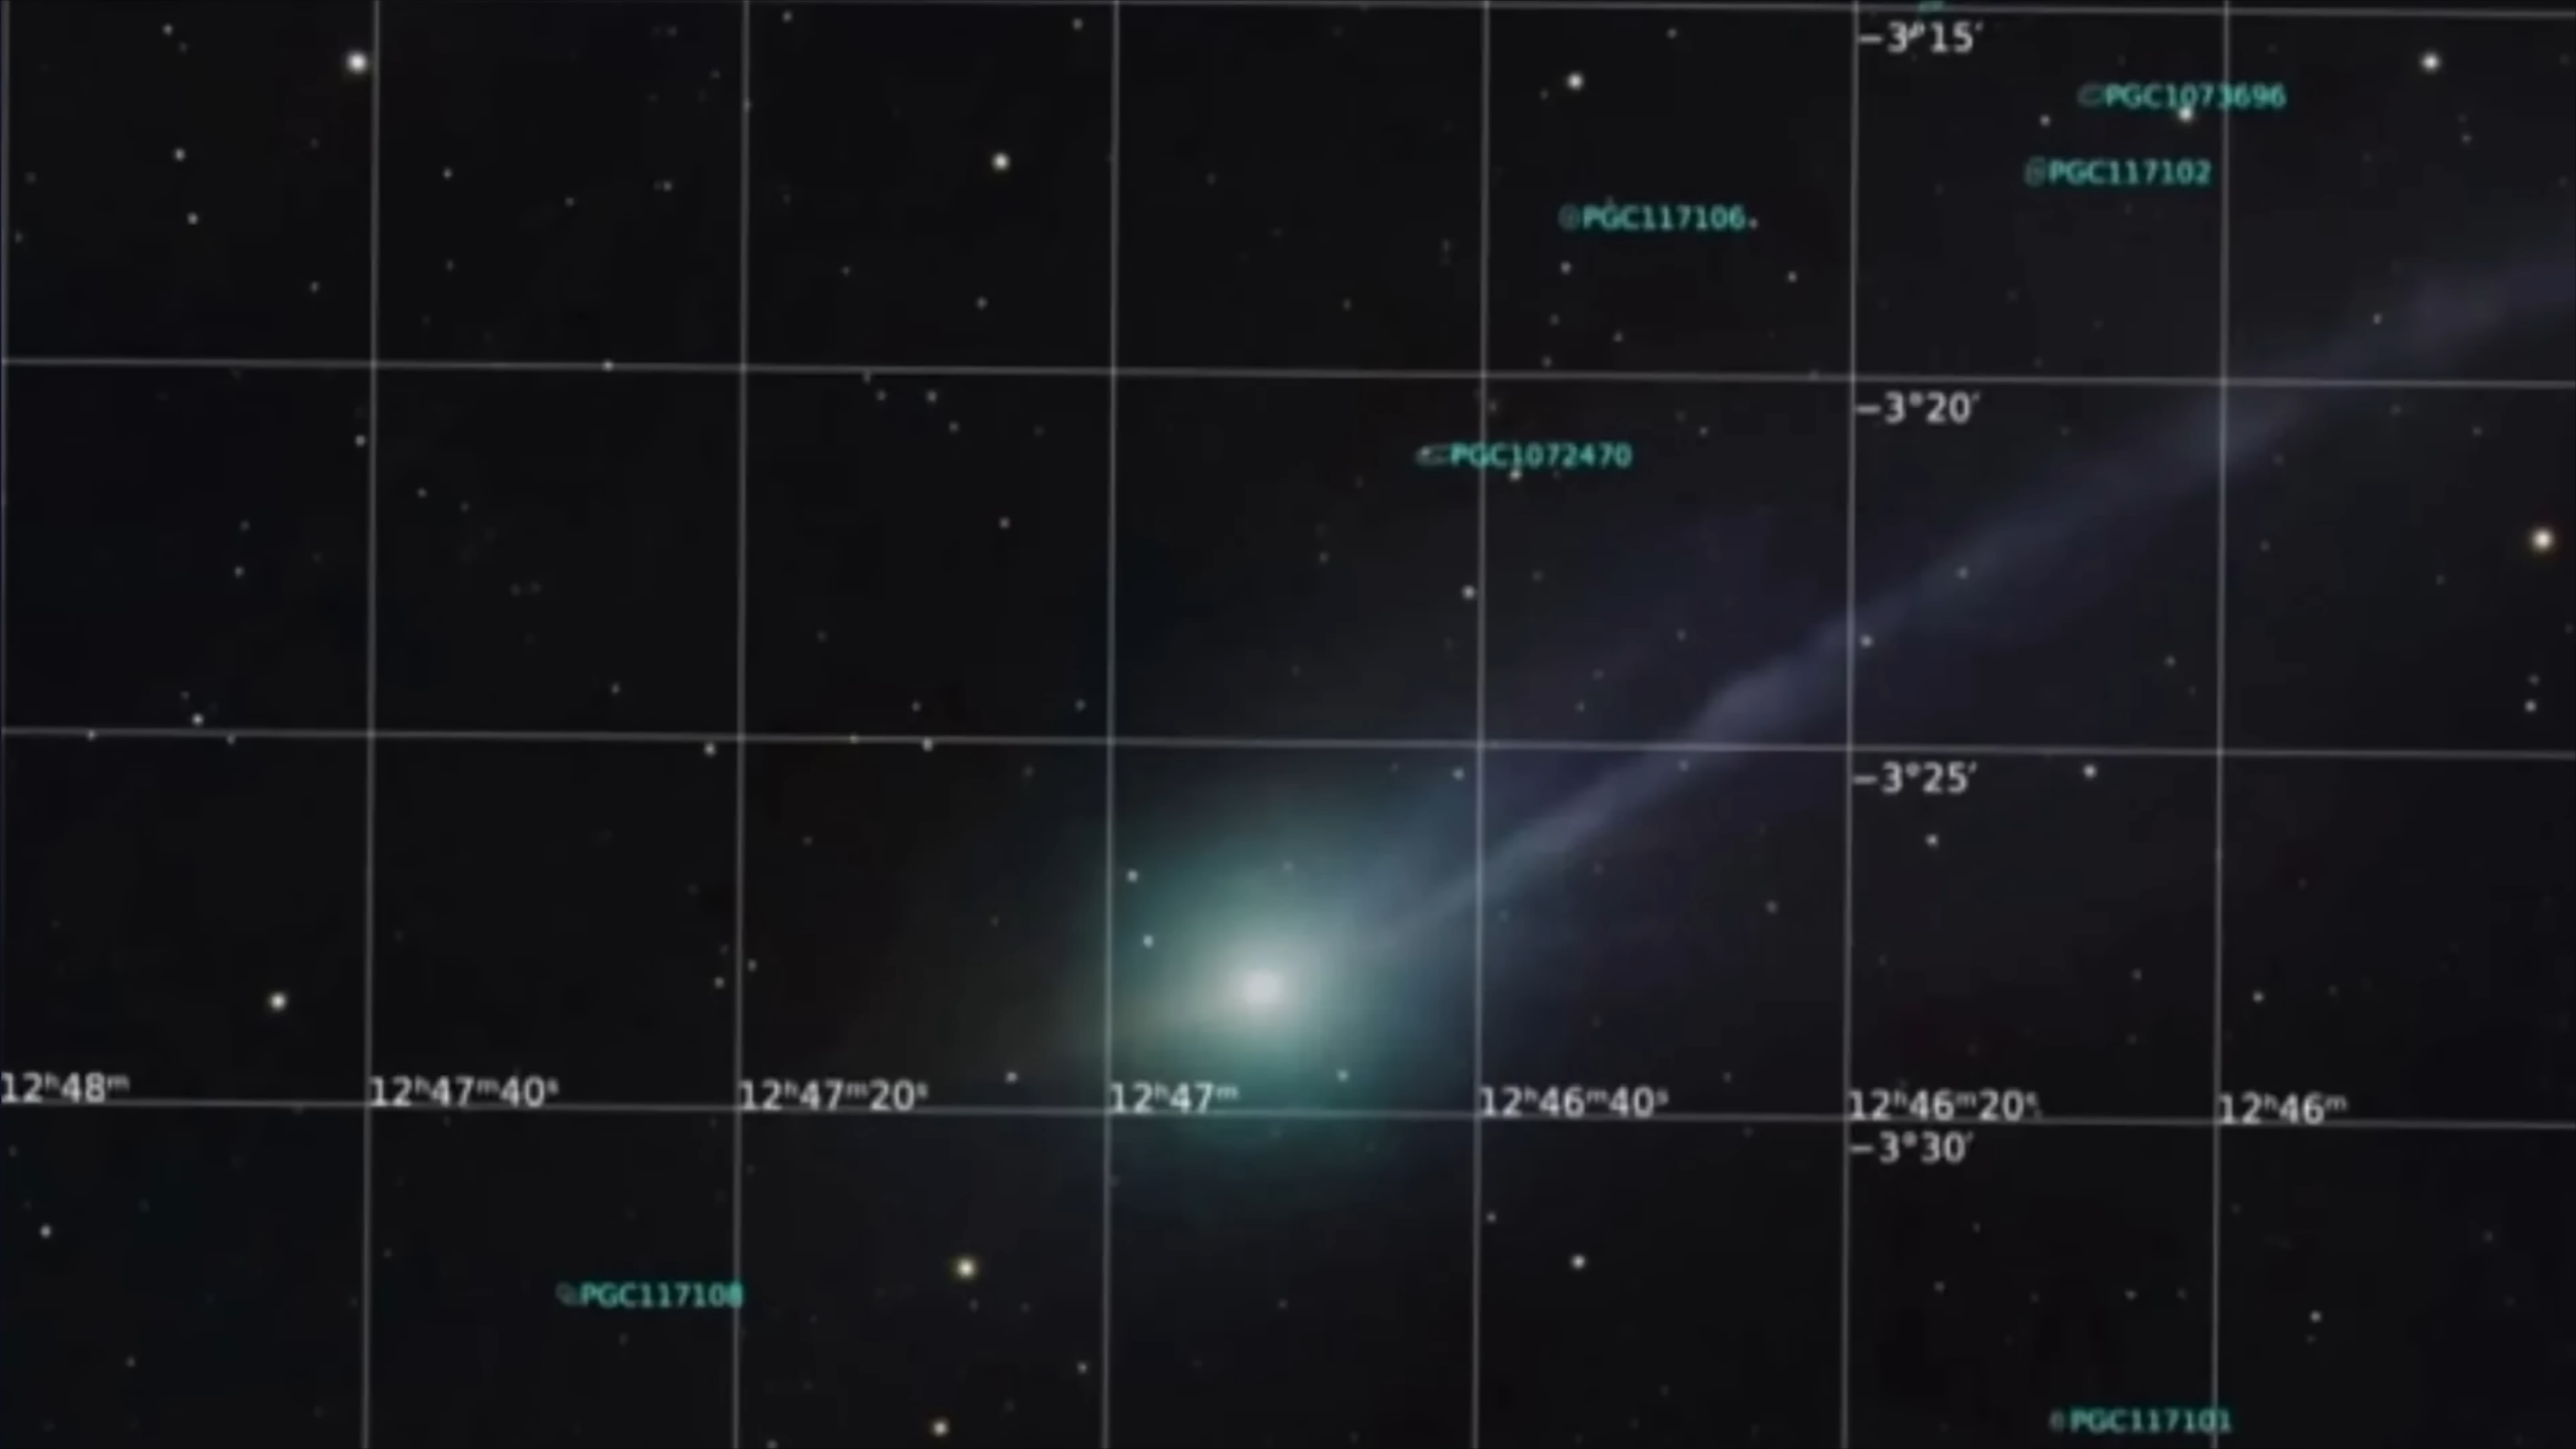 −3°15′
PGC1073696
PGC117102
PGC117106
−3°20′
PGC1072470
−3°25′
12ʰ48ᵐ
12ʰ47ᵐ40ˢ
12ʰ47ᵐ20ˢ
12ʰ47ᵐ
12ʰ46ᵐ40ˢ
12ʰ46ᵐ20ˢ
12ʰ46ᵐ
−3°30′
PGC117108
PGC117101